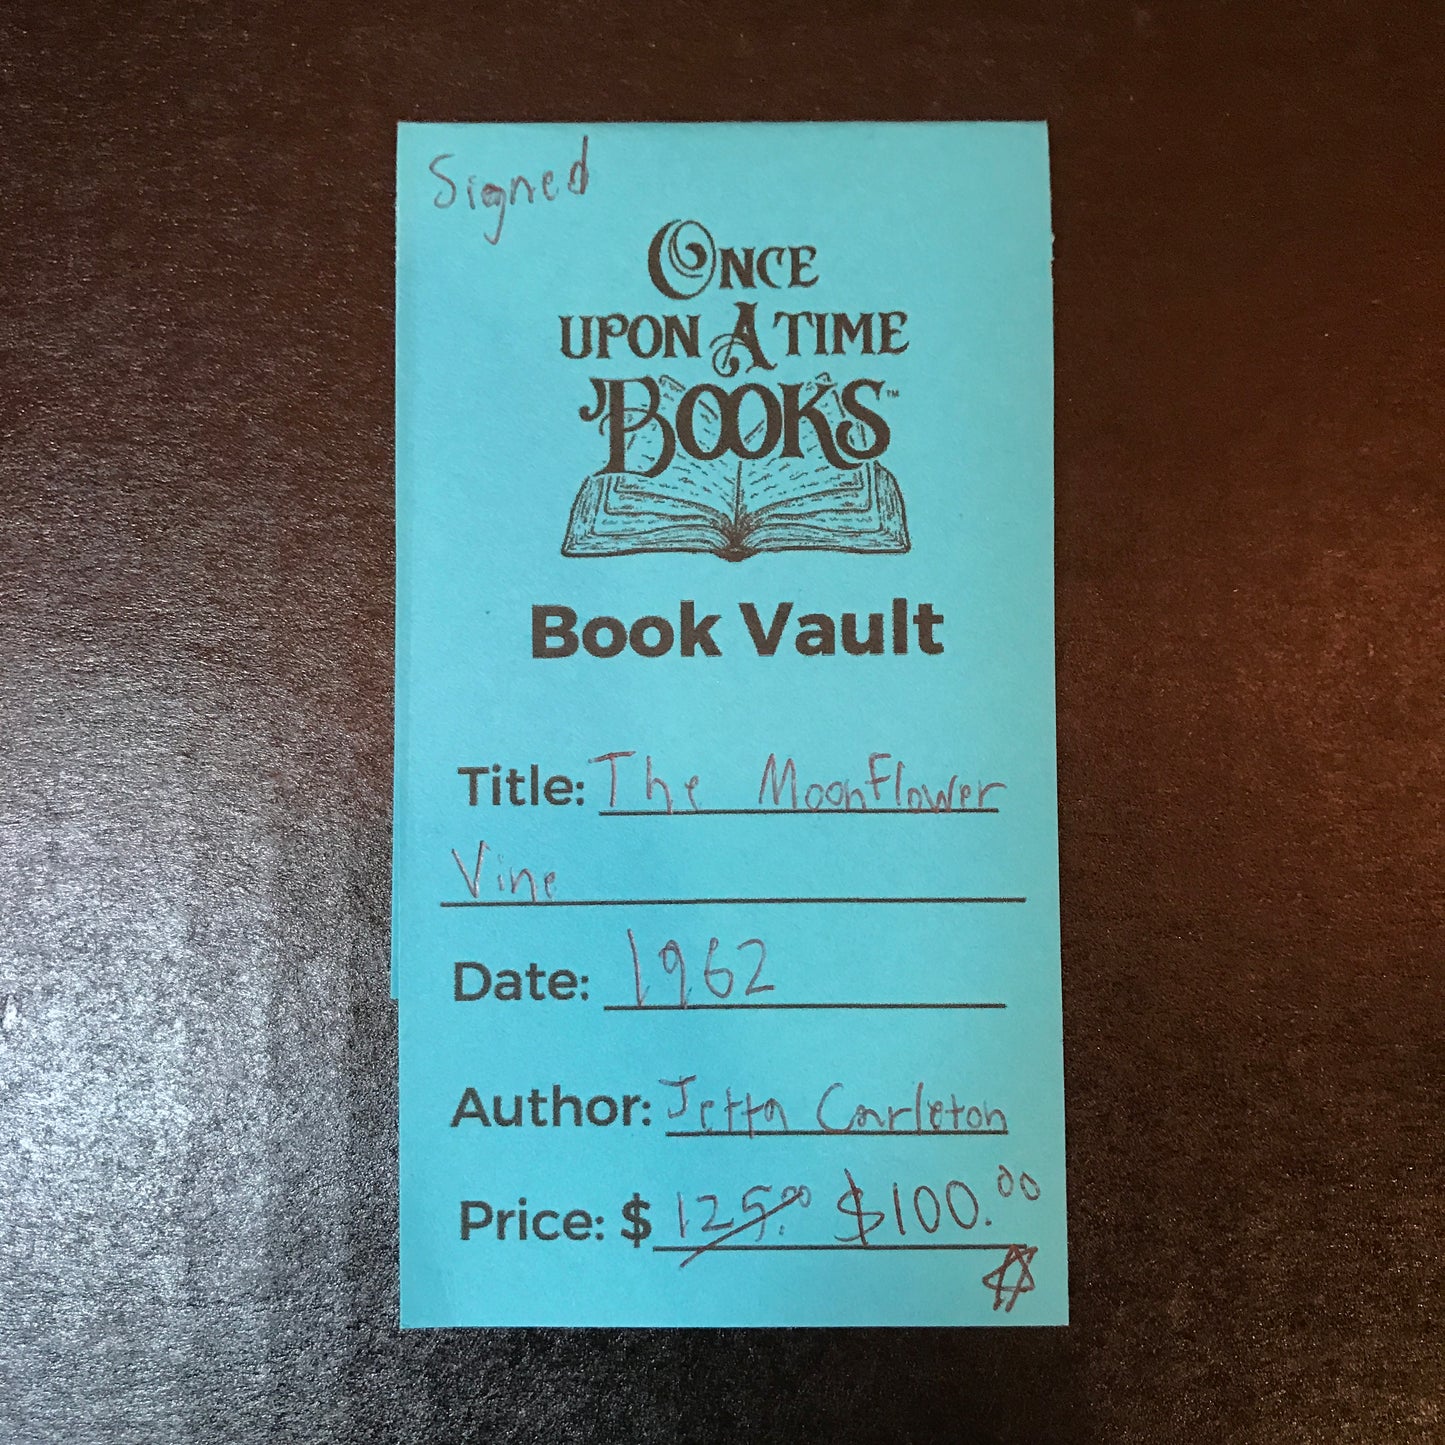 Signed
ONCE
UPON A TIME
BOOKS™
Book Vault
Title: The MoonFlower
Vine
Date: 1962
Author: Jetta Carleton
Price: $ 125.00 $100.00